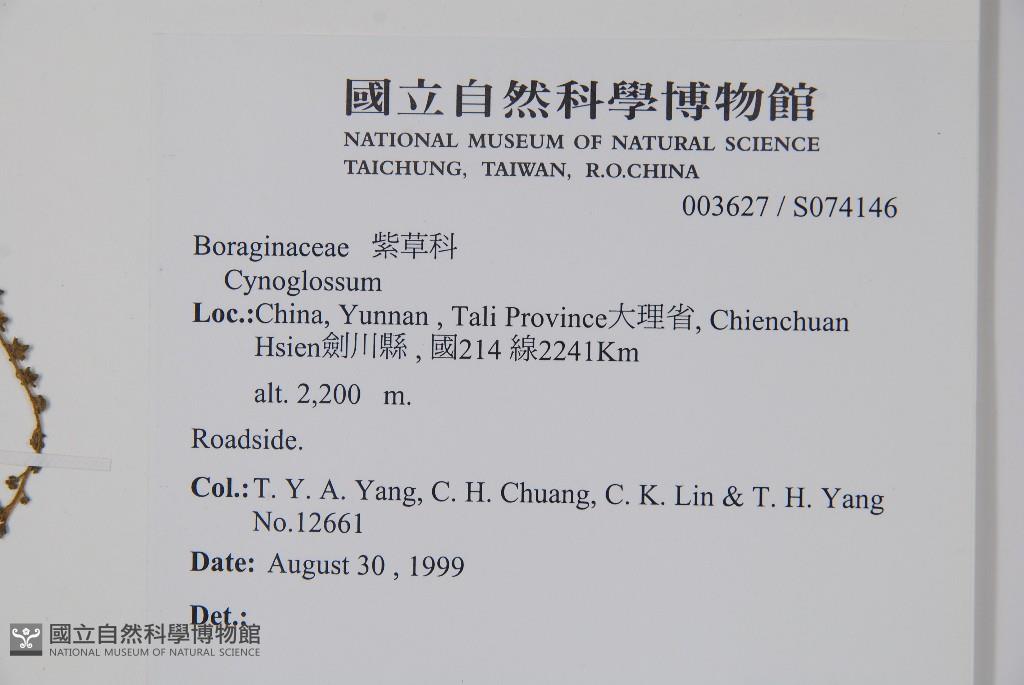 國立自然科學博物館
NATIONAL MUSEUM OF NATURAL SCIENCE
TAICHUNG, TAIWAN, R.O.CHINA
003627 / S074146
Boraginaceae 紫草科
Cynoglossum
Loc.:China, Yunnan , Tali Province大理省, Chienchuan
Hsien劍川縣 , 國214 線2241Km
alt. 2,200 m.
Roadside.
Col.:T. Y. A. Yang, C. H. Chuang, C. K. Lin & T. H. Yang
No.12661
Date: August 30 , 1999
Det.:
國立自然科學博物館
NATIONAL MUSEUM OF NATURAL SCIENCE